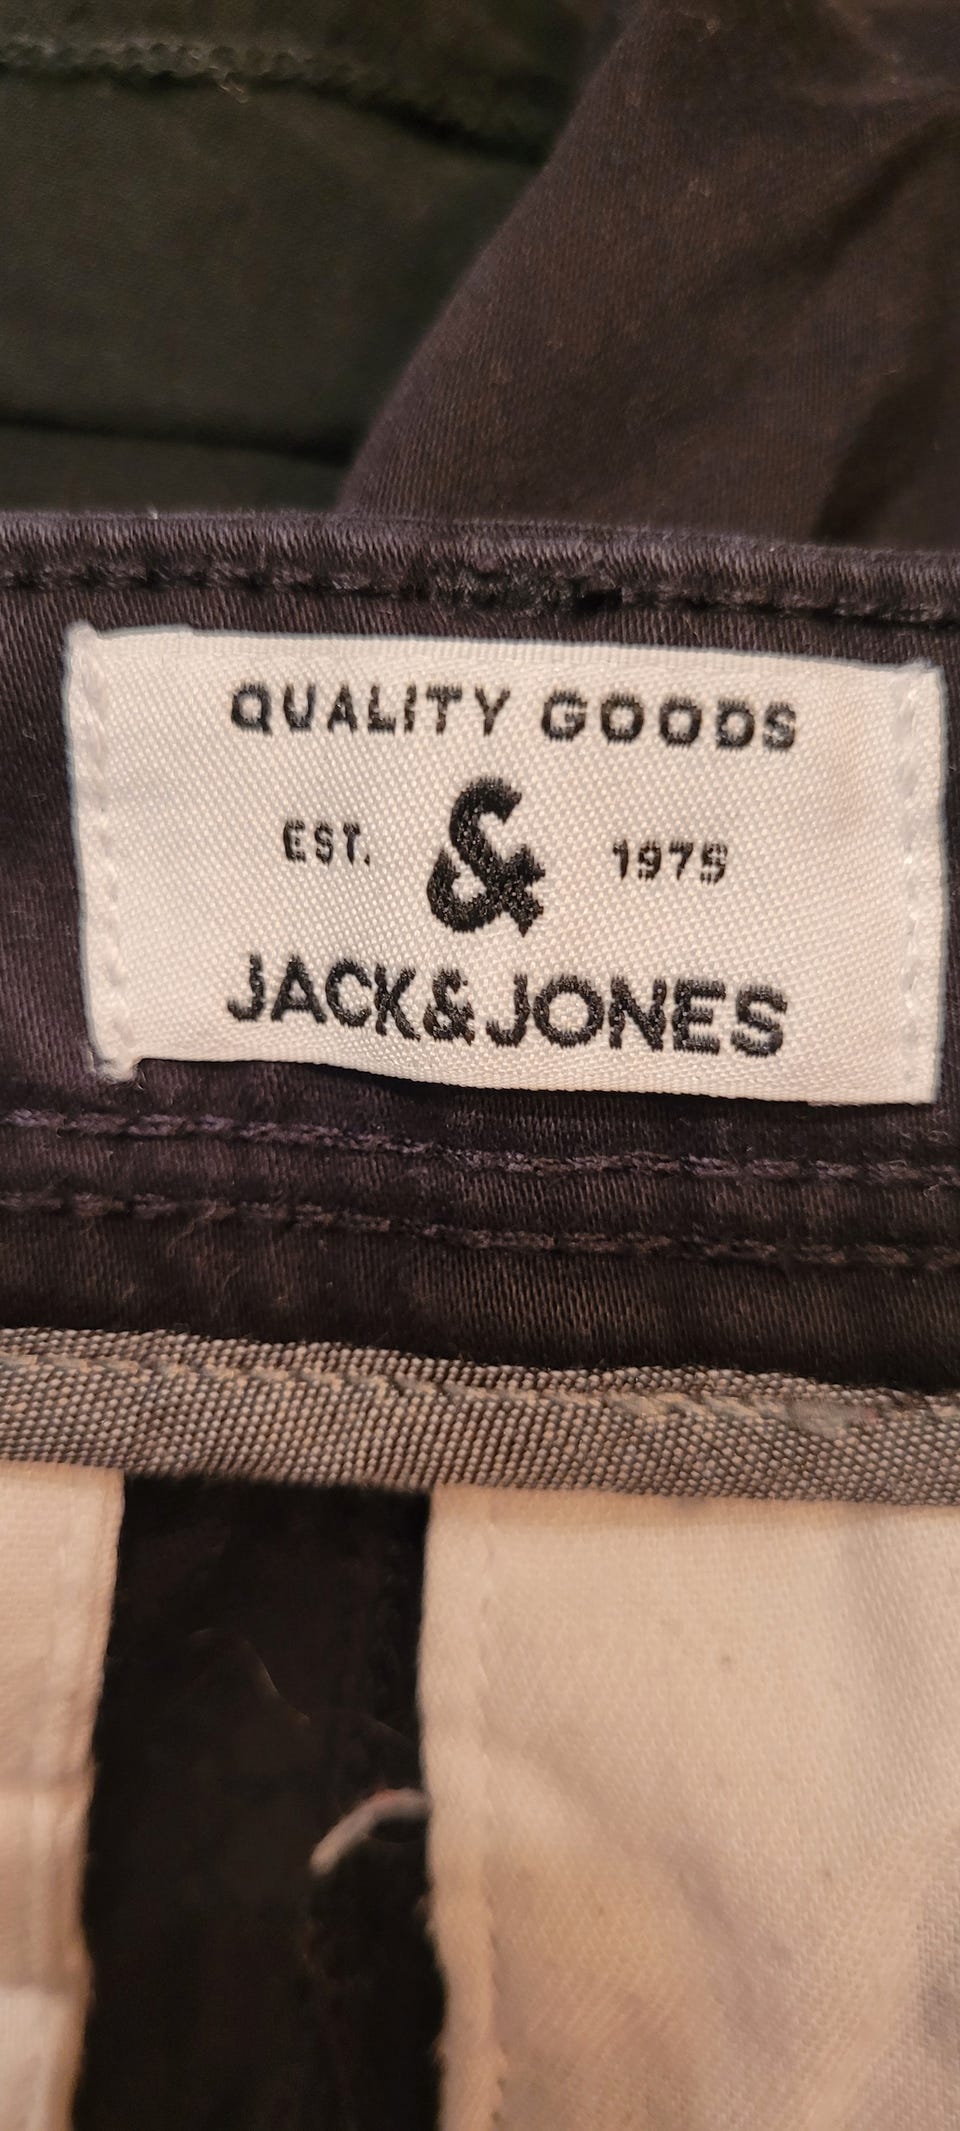 QUALITY GOODS
EST. & 1975
JACK&JONES